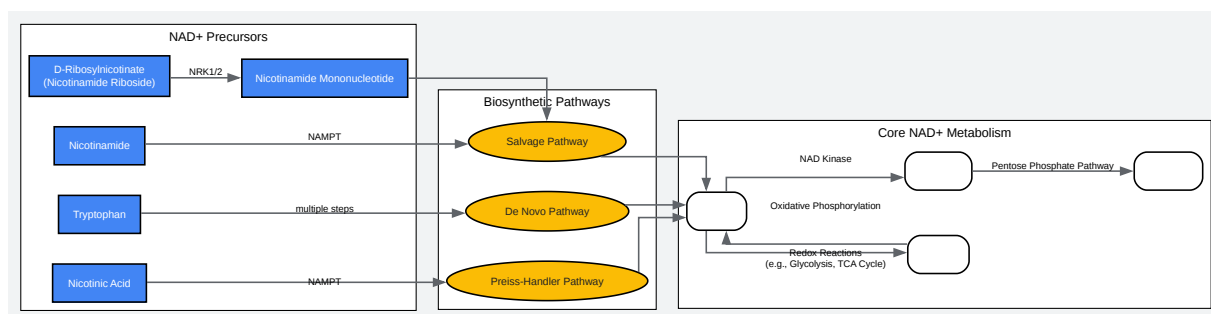 NAD+ Precursors
D-Ribosylnicotinate
(Nicotinamide Riboside)
NRK1/2
Nicotinamide Mononucleotide
Nicotinamide
NAMPT
Tryptophan
multiple steps
Nicotinic Acid
NAMPT
Biosynthetic Pathways
Salvage Pathway
De Novo Pathway
Preiss-Handler Pathway
Core NAD+ Metabolism
NAD Kinase
Pentose Phosphate Pathway
Oxidative Phosphorylation
Redox Reactions
(e.g., Glycolysis, TCA Cycle)